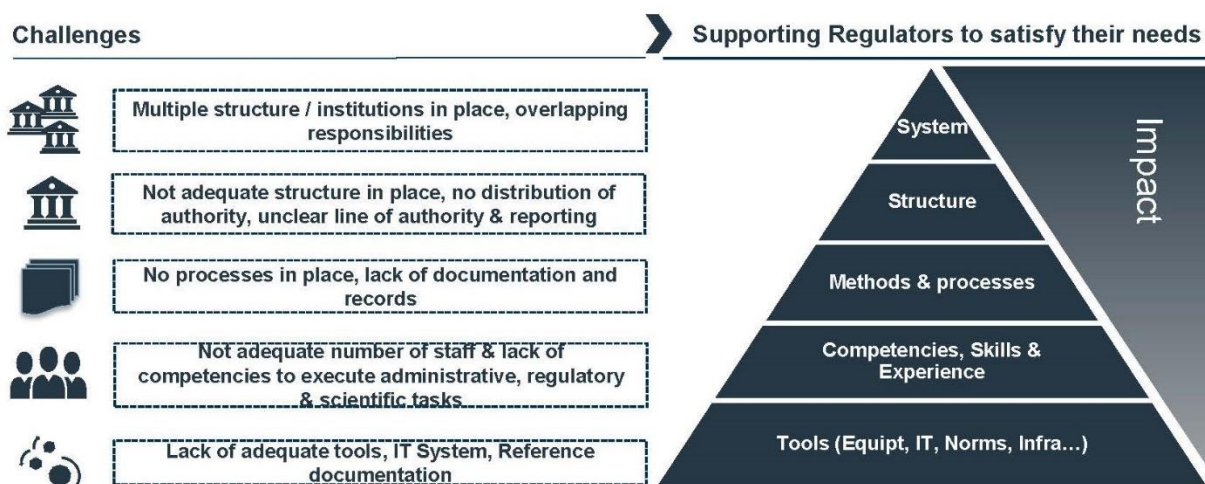 Challenges
Supporting Regulators to satisfy their needs
Multiple structure / institutions in place, overlapping
responsibilities
Not adequate structure in place, no distribution of
authority, unclear line of authority & reporting
No processes in place, lack of documentation and
records
Not adequate number of staff & lack of
competencies to execute administrative, regulatory
& scientific tasks
Lack of adequate tools, IT System, Reference
documentation
System
Structure
Methods & processes
Competencies, Skills &
Experience
Tools (Equipt, IT, Norms, Infra…)
Impact